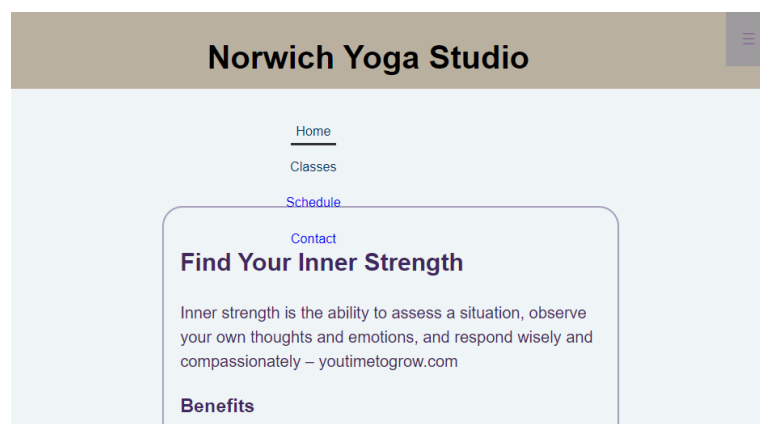 Norwich Yoga Studio
☰
Home
Classes
Schedule
Contact
Find Your Inner Strength
Inner strength is the ability to assess a situation, observe
your own thoughts and emotions, and respond wisely and
compassionately – youtimetogrow.com
Benefits